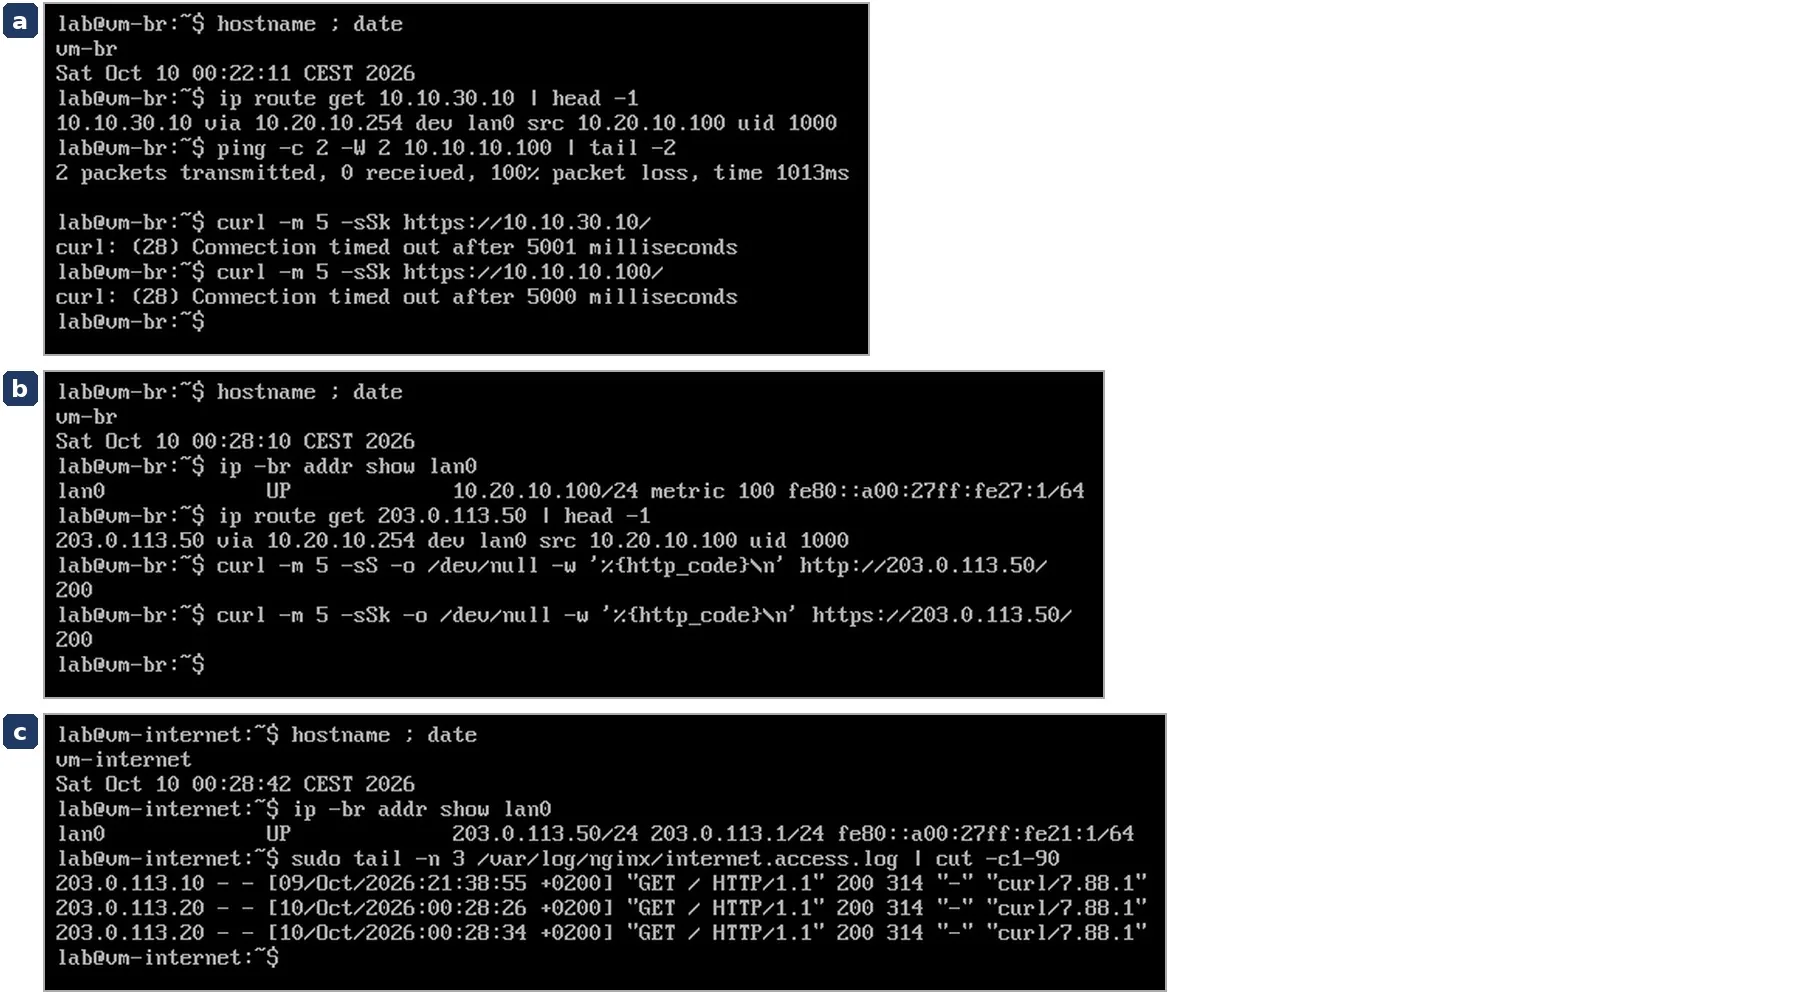 a
lab@vm-br:~$ hostname ; date
vm-br
Sat Oct 10 00:22:11 CEST 2026
lab@vm-br:~$ ip route get 10.10.30.10 | head -1
10.10.30.10 via 10.20.10.254 dev lan0 src 10.20.10.100 uid 1000
lab@vm-br:~$ ping -c 2 -W 2 10.10.10.100 | tail -2
2 packets transmitted, 0 received, 100% packet loss, time 1013ms
lab@vm-br:~$ curl -m 5 -sSk https://10.10.30.10/
curl: (28) Connection timed out after 5001 milliseconds
lab@vm-br:~$ curl -m 5 -sSk https://10.10.10.100/
curl: (28) Connection timed out after 5000 milliseconds
lab@vm-br:~$
b
lab@vm-br:~$ hostname ; date
vm-br
Sat Oct 10 00:28:10 CEST 2026
lab@vm-br:~$ ip -br addr show lan0
lan0             UP             10.20.10.100/24 metric 100 fe80::a00:27ff:fe27:1/64
lab@vm-br:~$ ip route get 203.0.113.50 | head -1
203.0.113.50 via 10.20.10.254 dev lan0 src 10.20.10.100 uid 1000
lab@vm-br:~$ curl -m 5 -sS -o /dev/null -w '%{http_code}\n' http://203.0.113.50/
200
lab@vm-br:~$ curl -m 5 -sSk -o /dev/null -w '%{http_code}\n' https://203.0.113.50/
200
lab@vm-br:~$
c
lab@vm-internet:~$ hostname ; date
vm-internet
Sat Oct 10 00:28:42 CEST 2026
lab@vm-internet:~$ ip -br addr show lan0
lan0             UP             203.0.113.50/24 203.0.113.1/24 fe80::a00:27ff:fe21:1/64
lab@vm-internet:~$ sudo tail -n 3 /var/log/nginx/internet.access.log | cut -c1-90
203.0.113.10 - - [09/Oct/2026:21:38:55 +0200] "GET / HTTP/1.1" 200 314 "-" "curl/7.88.1"
203.0.113.20 - - [10/Oct/2026:00:28:26 +0200] "GET / HTTP/1.1" 200 314 "-" "curl/7.88.1"
203.0.113.20 - - [10/Oct/2026:00:28:34 +0200] "GET / HTTP/1.1" 200 314 "-" "curl/7.88.1"
lab@vm-internet:~$